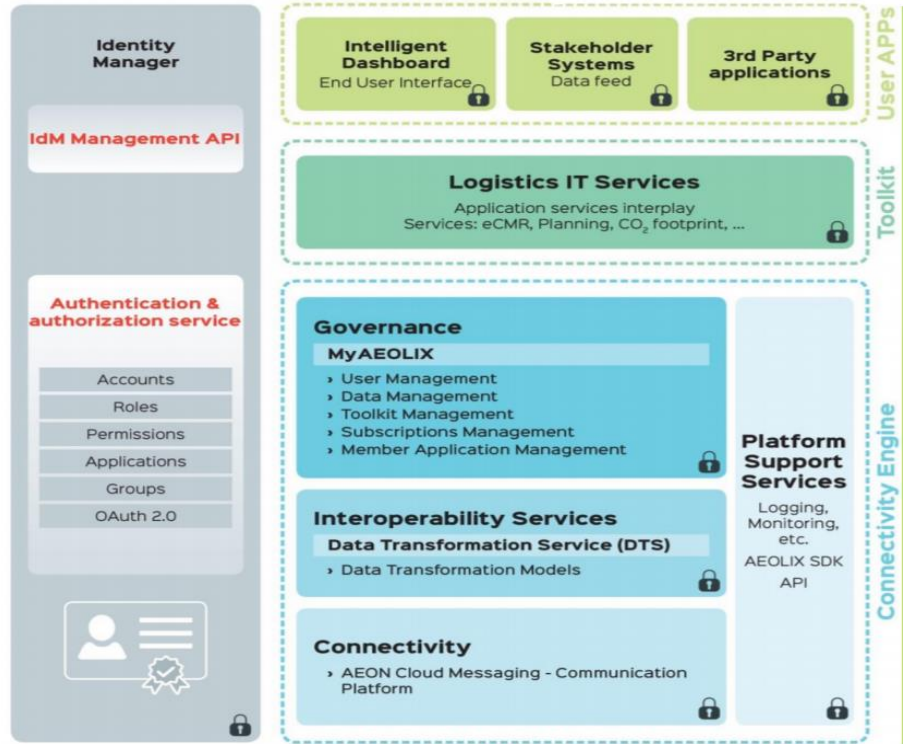 Identity
Manager
IdM Management API
Authentication &
authorization service
Accounts
Roles
Permissions
Applications
Groups
OAuth 2.0
Intelligent
Dashboard
End User Interface
Stakeholder
Systems
Data feed
3rd Party
applications
User APPs
Logistics IT Services
Application services interplay
Services: eCMR, Planning, CO₂ footprint, ...
Toolkit
Governance
MyAEOLIX
› User Management
› Data Management
› Toolkit Management
› Subscriptions Management
› Member Application Management
Interoperability Services
Data Transformation Service (DTS)
› Data Transformation Models
Connectivity
› AEON Cloud Messaging - Communication
Platform
Platform
Support
Services
Logging,
Monitoring,
etc.
AEOLIX SDK
API
Connectivity Engine